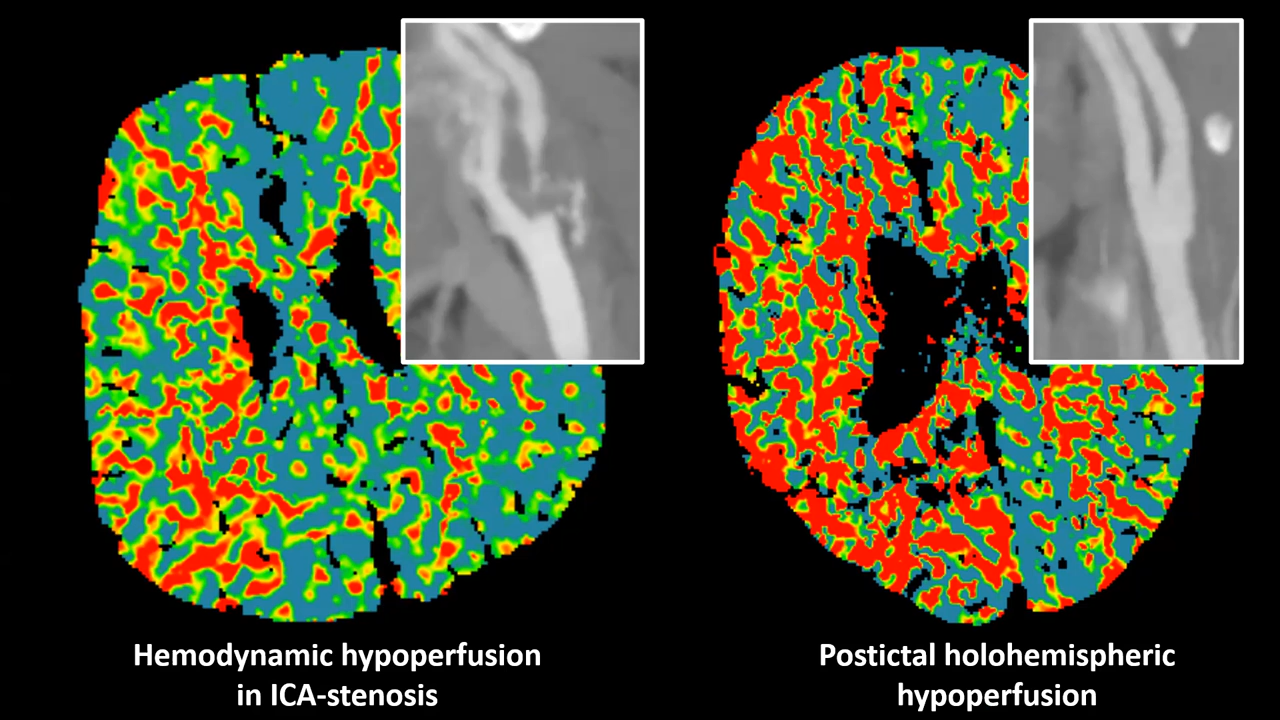 Hemodynamic hypoperfusion
in ICA-stenosis
Postictal holohemispheric
hypoperfusion